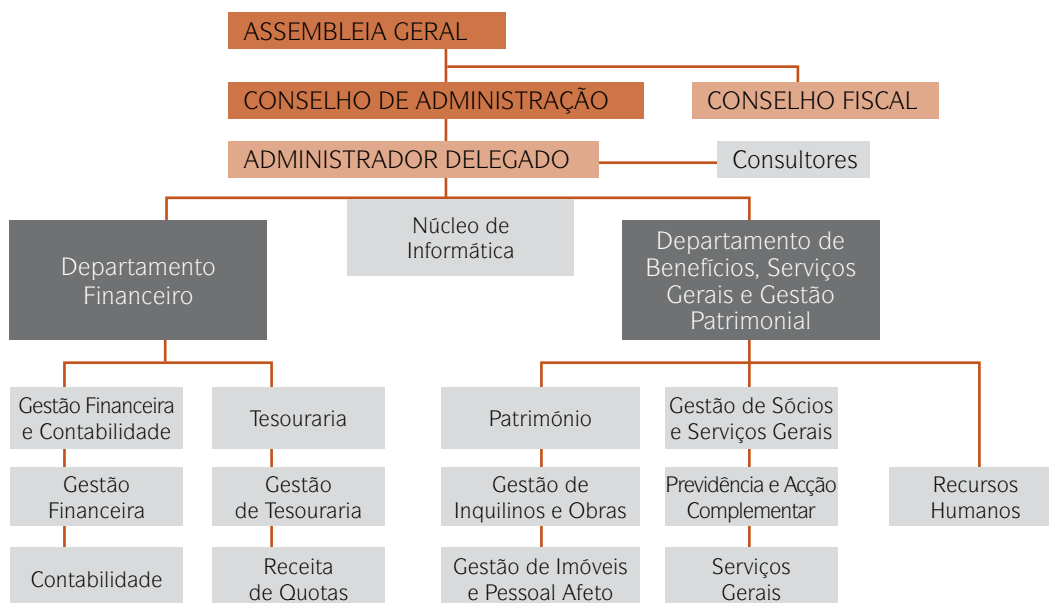 ASSEMBLEIA GERAL
CONSELHO DE ADMINISTRAÇÃO
CONSELHO FISCAL
ADMINISTRADOR DELEGADO
Consultores
Núcleo de
Informática
Departamento
Financeiro
Departamento de
Benefícios, Serviços
Gerais e Gestão
Patrimonial
Gestão Financeira
e Contabilidade
Tesouraria
Património
Gestão de Sócios
e Serviços Gerais
Gestão
Financeira
Gestão
de Tesouraria
Gestão de
Inquilinos e Obras
Previdência e Acção
Complementar
Recursos
Humanos
Contabilidade
Receita
de Quotas
Gestão de Imóveis
e Pessoal Afeto
Serviços
Gerais